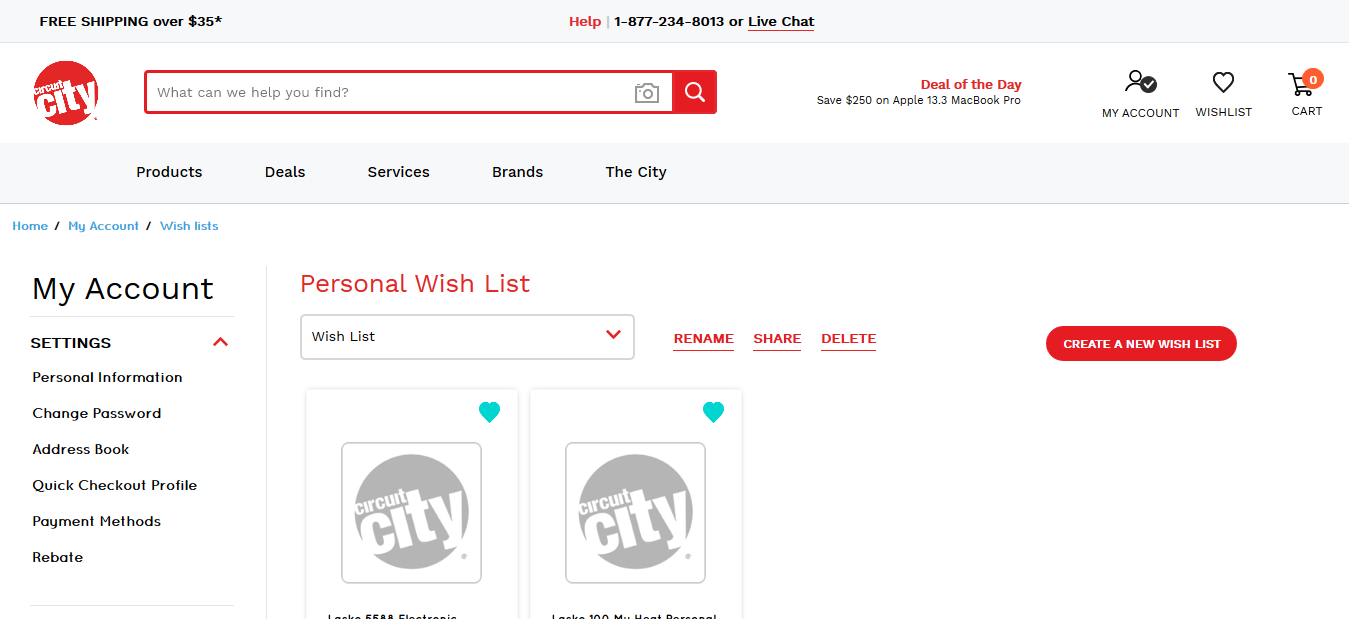 FREE SHIPPING over $35*
Help | 1-877-234-8013 or Live Chat
circuit city
What can we help you find?
Deal of the Day
Save $250 on Apple 13.3 MacBook Pro
MY ACCOUNT
WISHLIST
0
CART
Products
Deals
Services
Brands
The City
Home / My Account / Wish lists
My Account
SETTINGS
Personal Information
Change Password
Address Book
Quick Checkout Profile
Payment Methods
Rebate
Personal Wish List
Wish List
RENAME
SHARE
DELETE
CREATE A NEW WISH LIST
circuit city
circuit city
Lasko 5588 Electronic
Lasko 100 My Heat Personal